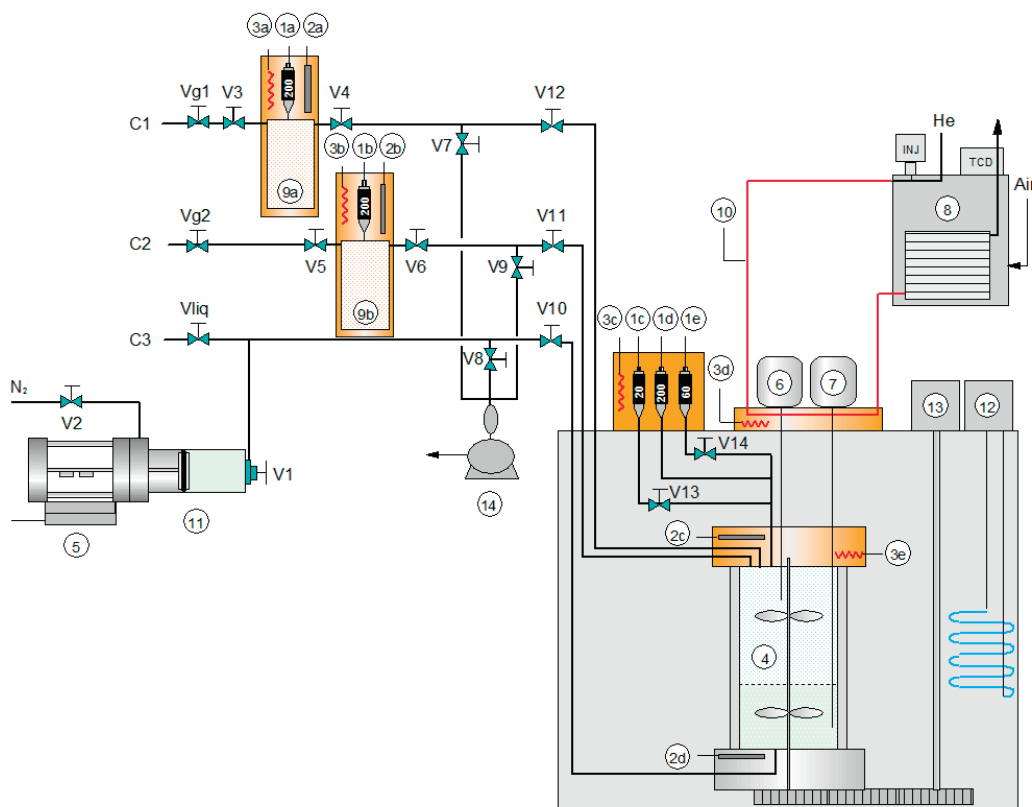 3a 1a 2a
Vg1 V3 200 V4 V12
C1
V7
3b 1b 2b
9a
200
Vg2 V11
C2
V5 V6
V9
9b
Vliq V10
C3
V8
N₂
V2
V1
5
11
14
He
INJ
TCD
Air
8
10
3c 1c 1d 1e
20 200 60
3d
6 7
13 12
V14
V13
2c
3e
4
2d